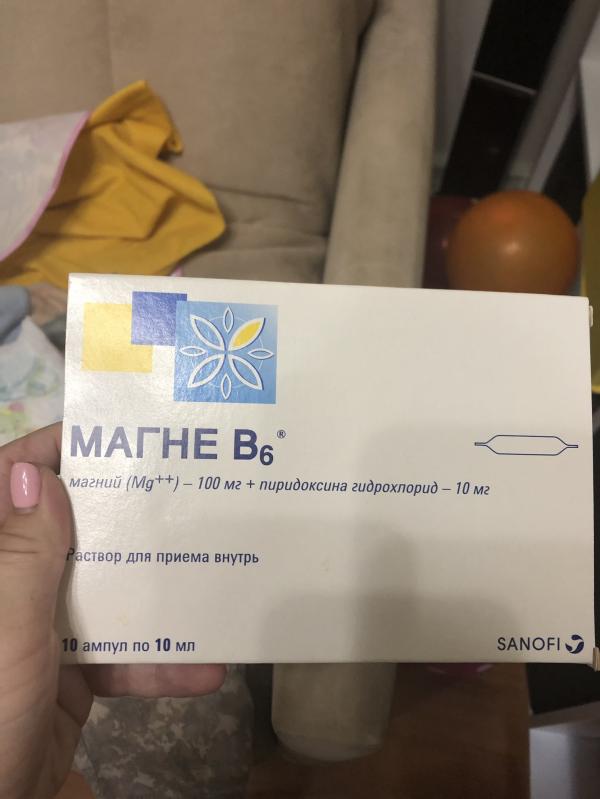 МАГНЕ В6®
магний (Mg++) – 100 мг + пиридоксина гидрохлорид – 10 мг
Раствор для приема внутрь
10 ампул по 10 мл
SANOFI